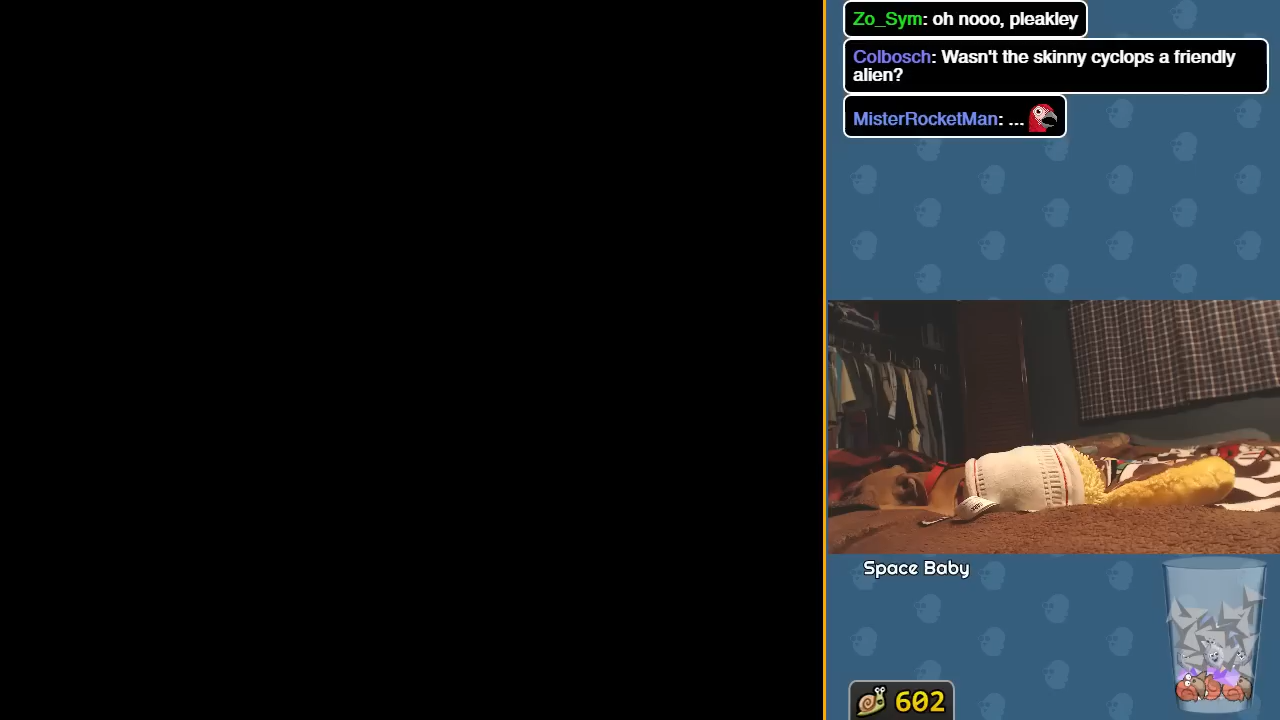 Zo_Sym: oh nooo, pleakley
Colbosch: Wasn't the skinny cyclops a friendly
alien?
MisterRocketMan: ...
Space Baby
602